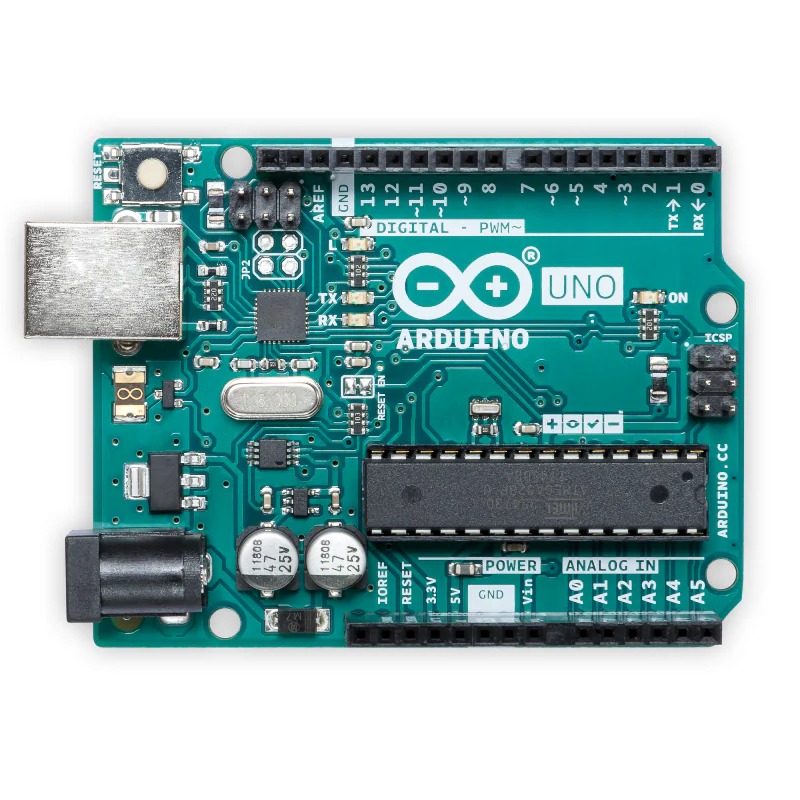 RESET
AREF
GND
13
12
~11
~10
~9
8
7
~6
~5
4
~3
2
TX→1
RX←0
DIGITAL - PWM~
JP2
L
TX
RX
®
UNO
ARDUINO
ON
ICSP
RESET EN
ARDUINO.CC
11808
47
25V
11808
47
25V
M7
POWER
ANALOG IN
IOREF
RESET
3.3V
5V
GND
Vin
A0
A1
A2
A3
A4
A5